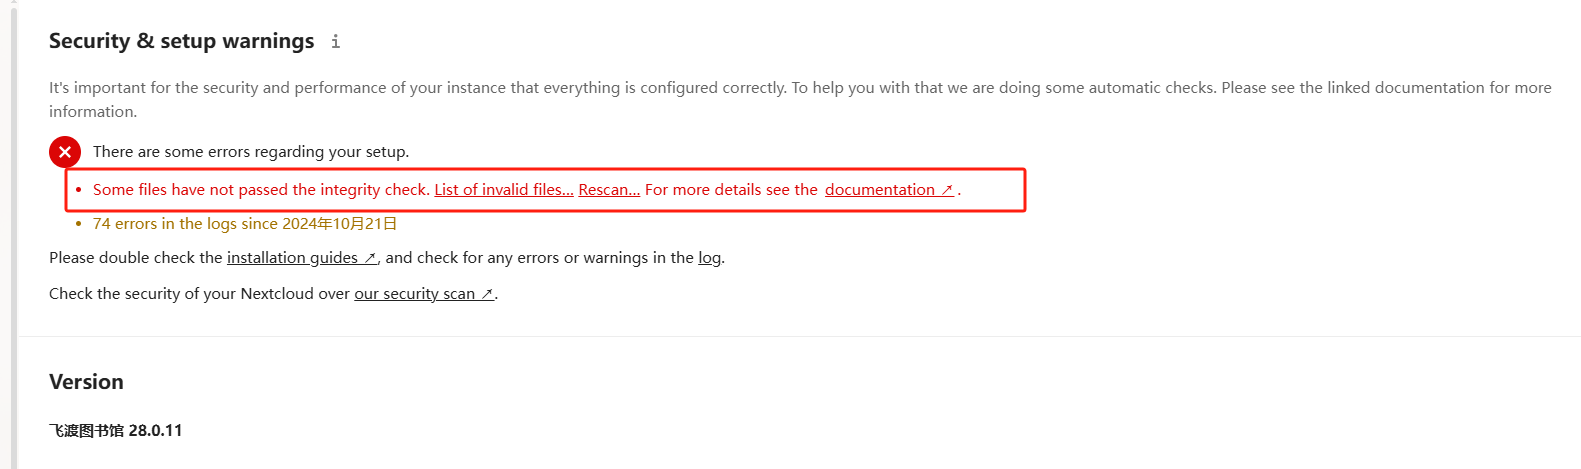 Security & setup warnings i
It's important for the security and performance of your instance that everything is configured correctly. To help you with that we are doing some automatic checks. Please see the linked documentation for more
information.
There are some errors regarding your setup.
• Some files have not passed the integrity check. List of invalid files... Rescan... For more details see the documentation ↗.
• 74 errors in the logs since 2024年10月21日
Please double check the installation guides ↗, and check for any errors or warnings in the log.
Check the security of your Nextcloud over our security scan ↗.
Version
飞渡图书馆 28.0.11